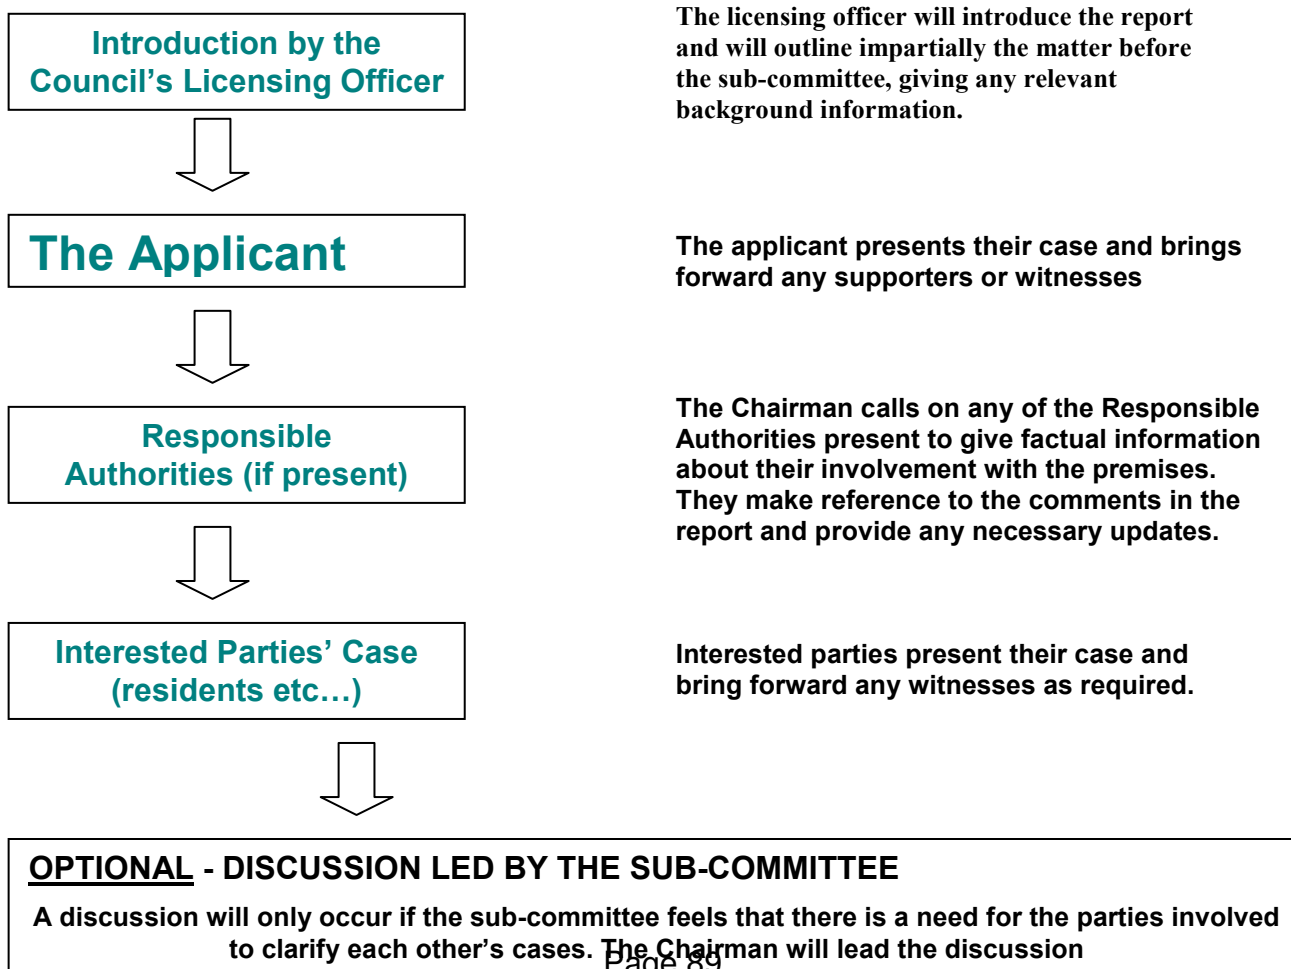 Introduction by the
Council’s Licensing Officer
The licensing officer will introduce the report
and will outline impartially the matter before
the sub-committee, giving any relevant
background information.
The Applicant
The applicant presents their case and brings
forward any supporters or witnesses
Responsible
Authorities (if present)
The Chairman calls on any of the Responsible
Authorities present to give factual information
about their involvement with the premises.
They make reference to the comments in the
report and provide any necessary updates.
Interested Parties’ Case
(residents etc…)
Interested parties present their case and
bring forward any witnesses as required.
OPTIONAL - DISCUSSION LED BY THE SUB-COMMITTEE
A discussion will only occur if the sub-committee feels that there is a need for the parties involved
to clarify each other’s cases. The Chairman will lead the discussion
Page 89